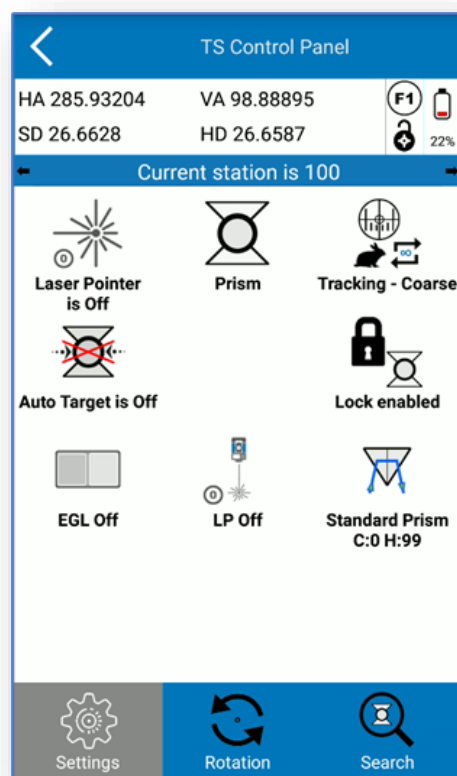 TS Control Panel
HA 285.93204 VA 98.88895 F1
SD 26.6628 HD 26.6587 22%
Current station is 100
0
Laser Pointer
is Off
Prism
Tracking - Coarse
Auto Target is Off
Lock enabled
EGL Off
0
LP Off
Standard Prism
C:0 H:99
Settings Rotation Search